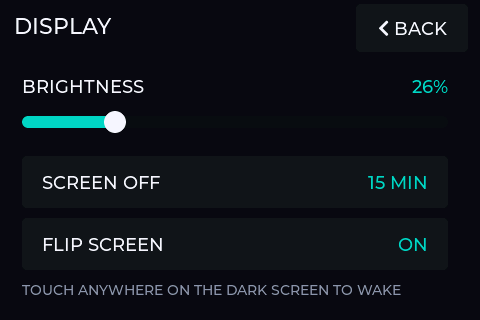 DISPLAY
BACK
BRIGHTNESS 26%
SCREEN OFF 15 MIN
FLIP SCREEN ON
TOUCH ANYWHERE ON THE DARK SCREEN TO WAKE